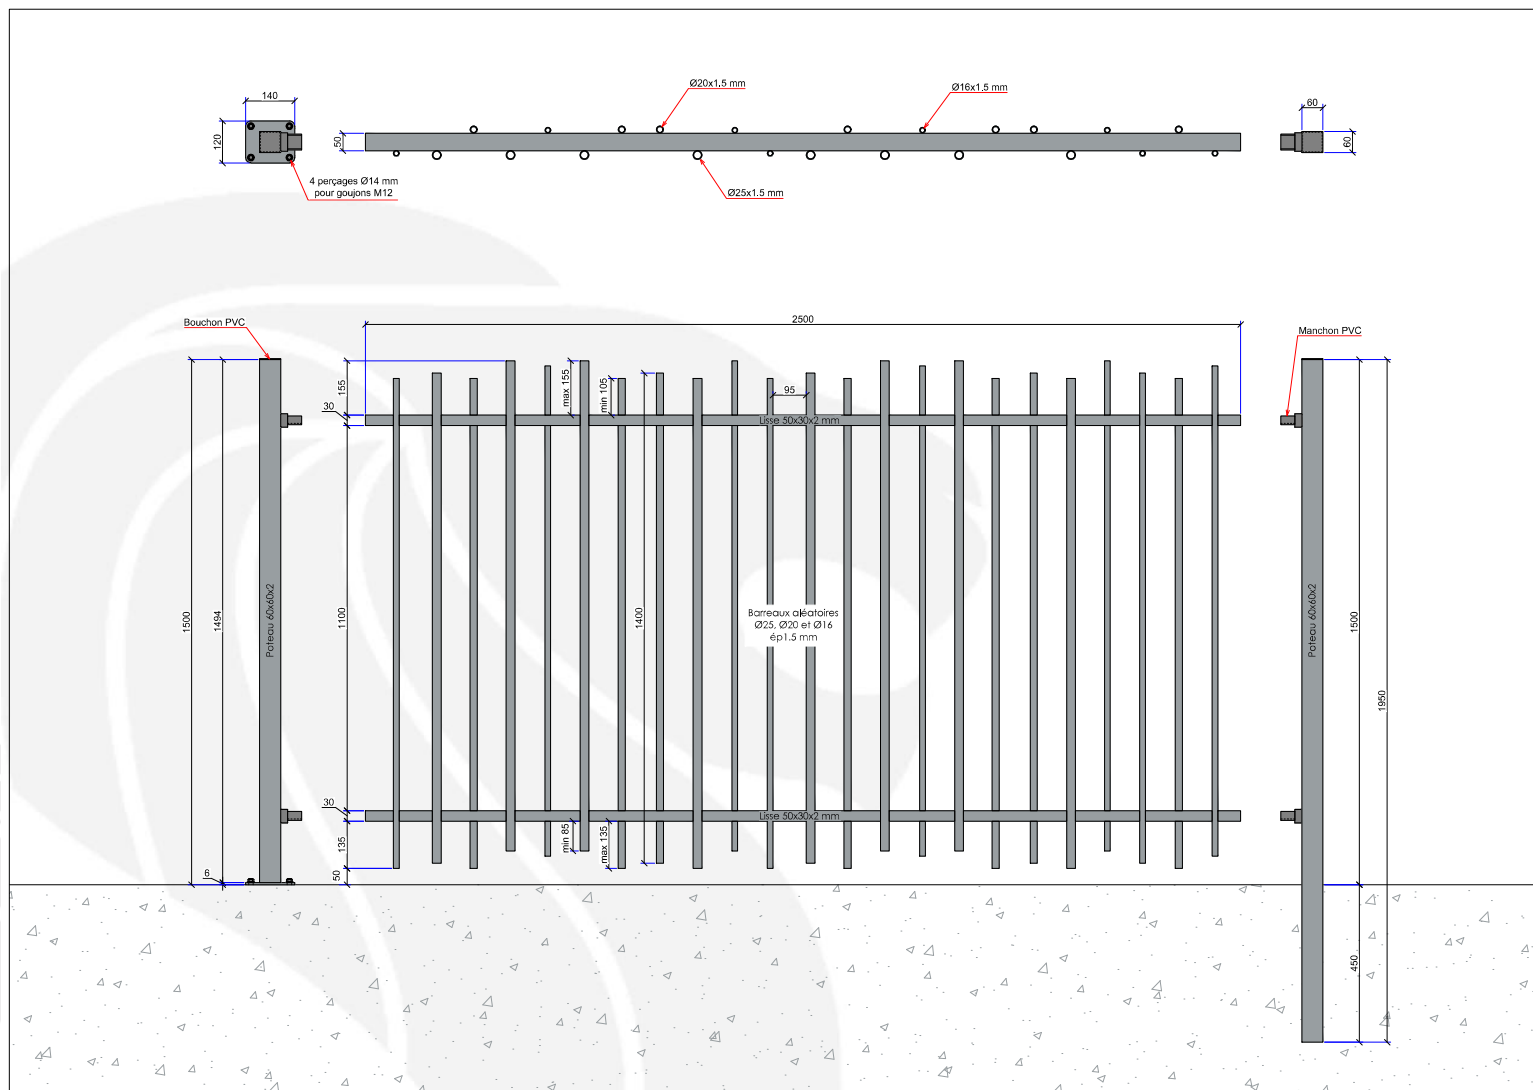 Ø20x1.5 mm
Ø16x1.5 mm
140
60
120
50
60
4 perçages Ø14 mm
pour goujons M12
Ø25x1.5 mm
Bouchon PVC
2500
Manchon PVC
155
max 155
min 105
95
30
Lisse 50x30x2 mm
Poteau 60x60x2
1500
1494
1100
1400
Barreaux aléatoires
Ø25, Ø20 et Ø16
ép1.5 mm
Poteau 60x60x2
1500
1950
30
Lisse 50x30x2 mm
135
min 85
max 135
6
50
450